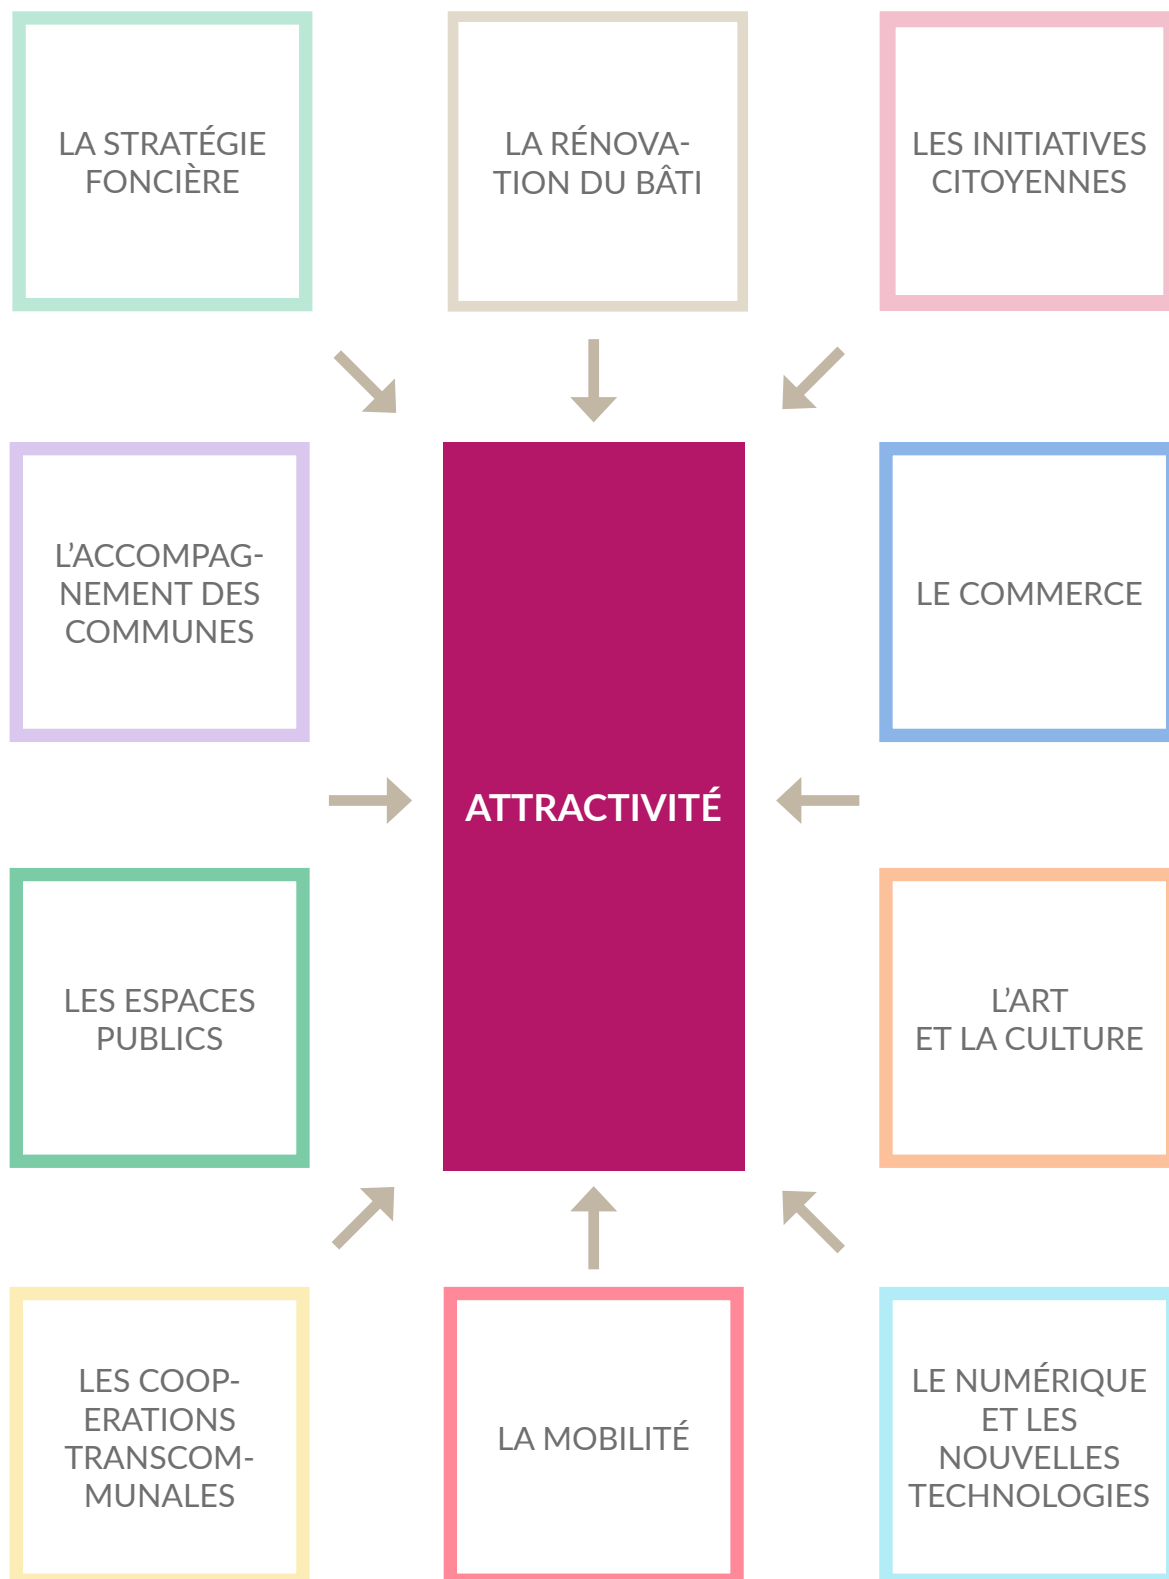 LA STRATÉGIE
FONCIÈRE
LA RÉNOVA-
TION DU BÂTI
LES INITIATIVES
CITOYENNES
L’ACCOMPAG-
NEMENT DES
COMMUNES
LE COMMERCE
ATTRACTIVITÉ
LES ESPACES
PUBLICS
L’ART
ET LA CULTURE
LES COOP-
ERATIONS
TRANSCOM-
MUNALES
LA MOBILITÉ
LE NUMÉRIQUE
ET LES
NOUVELLES
TECHNOLOGIES